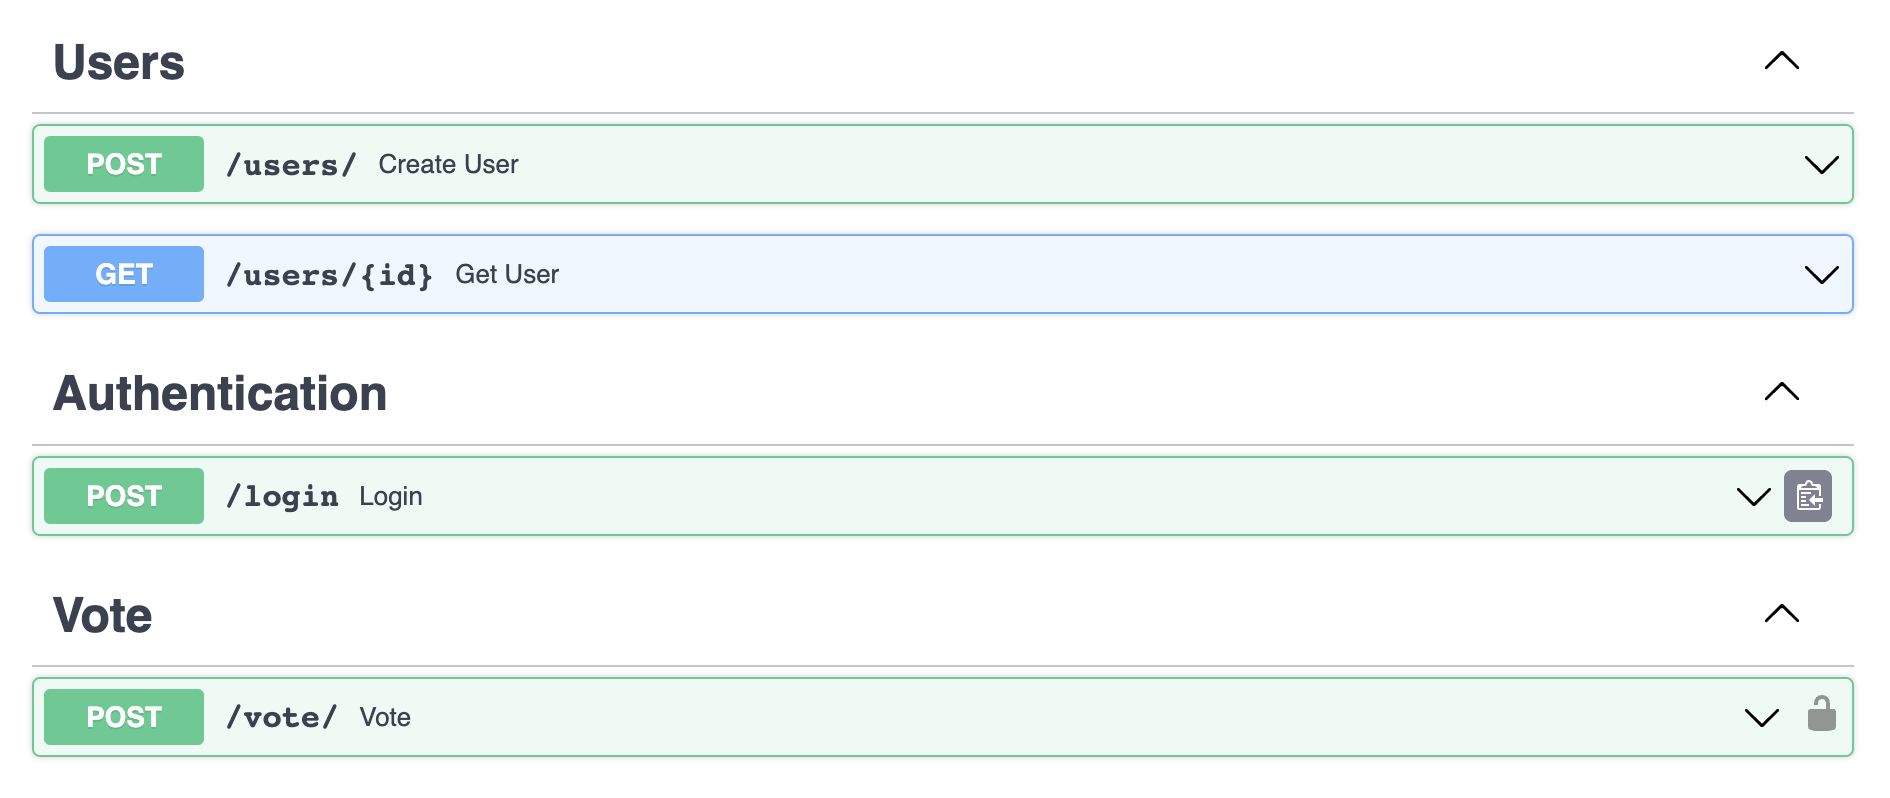 Users
POST /users/ Create User
GET /users/{id} Get User
Authentication
POST /login Login
Vote
POST /vote/ Vote